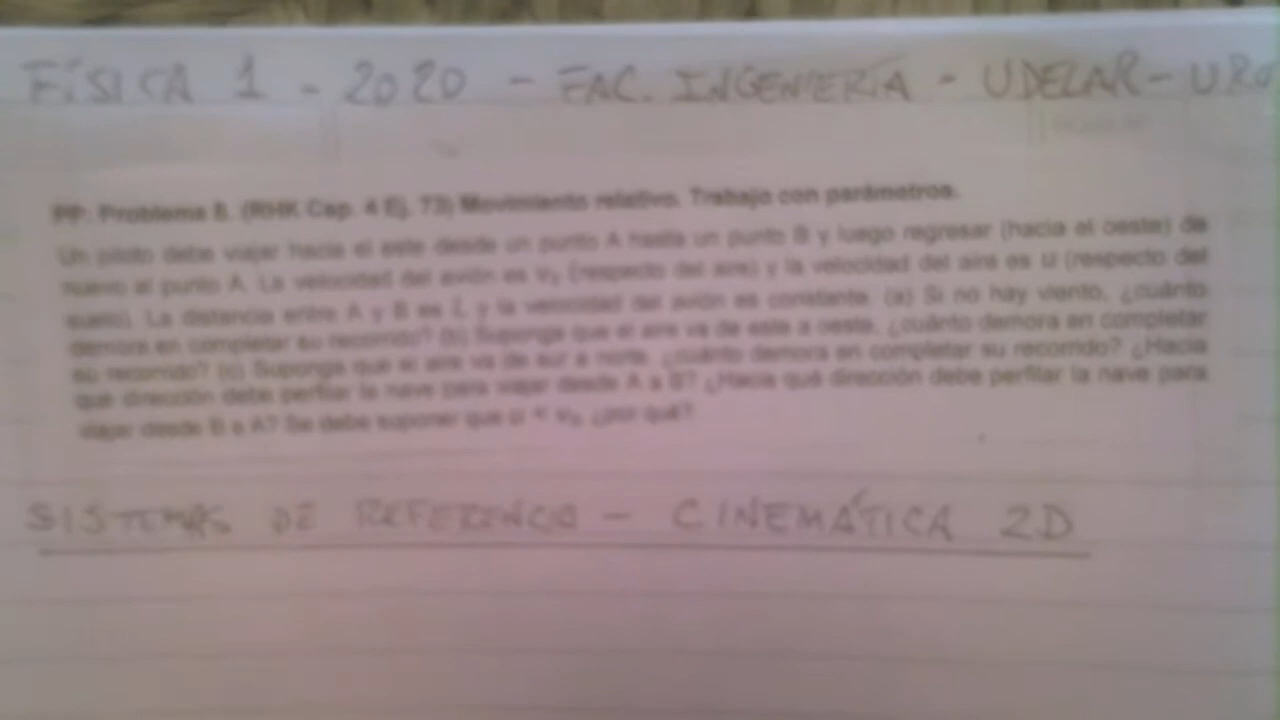 FÍSICA 1 - 2020 - FAC. INGENIERÍA - UDELAR - URU
PP: Problema 8. (RHK Cap. 4 Ej. 73) Movimiento relativo. Trabajo con parámetros.
Un piloto debe viajar hacia el este desde un punto A hasta un punto B y luego regresar (hacia el oeste) de
nuevo al punto A. La velocidad del avión es v₀ (respecto del aire) y la velocidad del aire es u (respecto del
suelo). La distancia entre A y B es L y la velocidad del avión es constante. (a) Si no hay viento, ¿cuánto
demora en completar su recorrido? (b) Suponga que el aire va de este a oeste, ¿cuánto demora en completar
su recorrido? (c) Suponga que el aire va de sur a norte, ¿cuánto demora en completar su recorrido? ¿Hacia
qué dirección debe perfilar la nave para viajar desde A a B? ¿Hacia qué dirección debe perfilar la nave para
viajar desde B a A? Se debe suponer que u < v₀ ¿por qué?
SISTEMAS DE REFERENCIA - CINEMÁTICA 2D